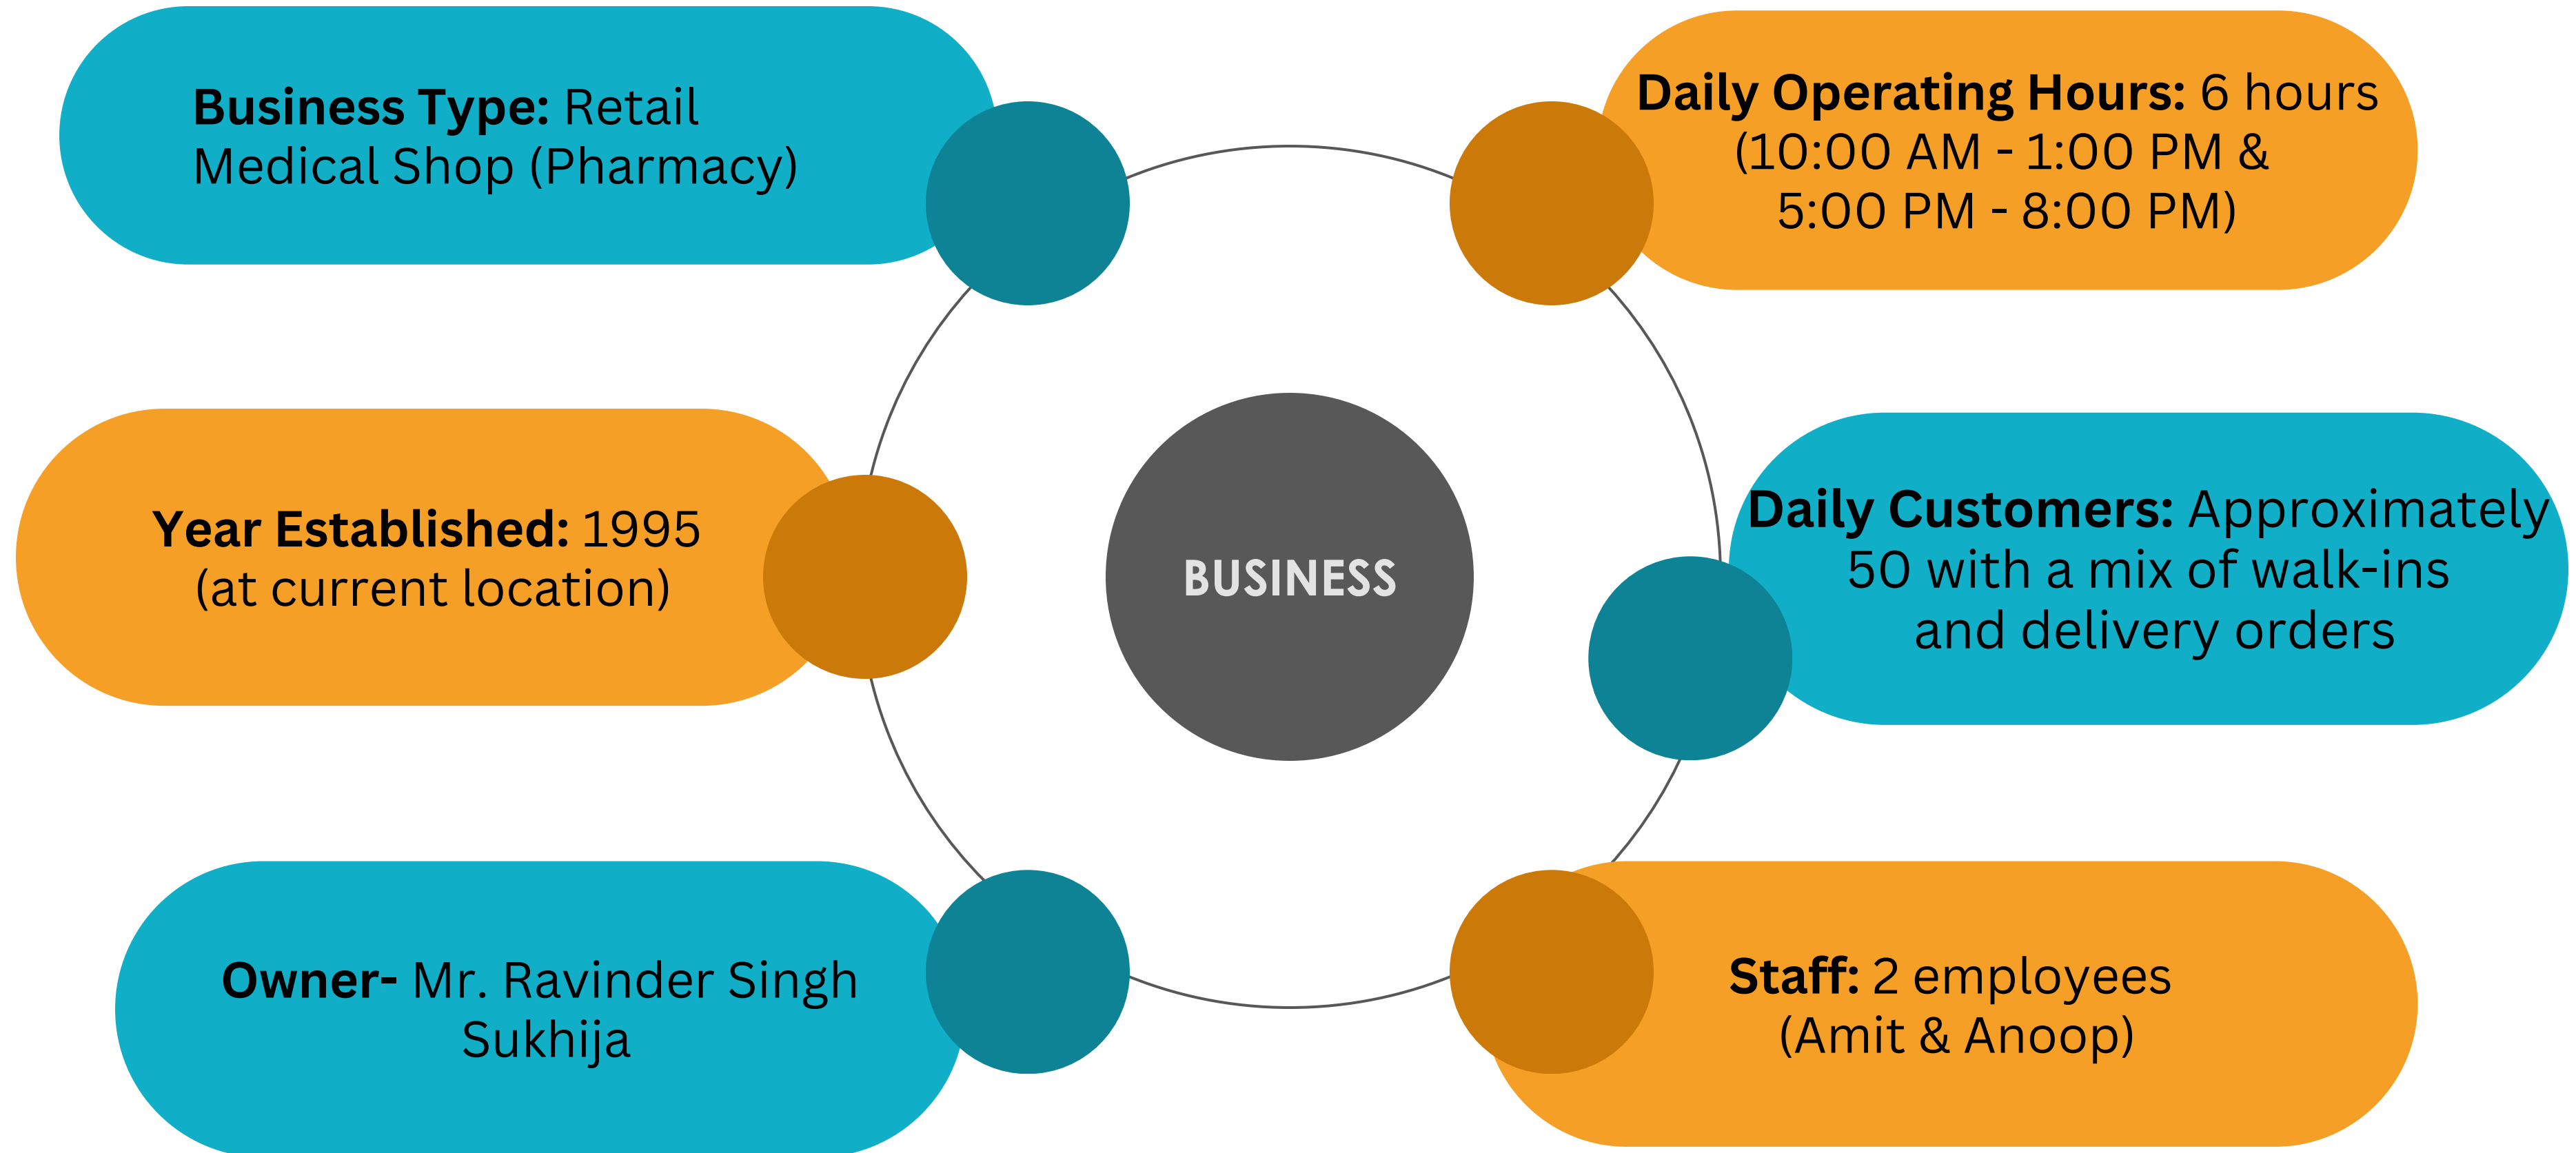 Business Type: Retail
Medical Shop (Pharmacy)
Daily Operating Hours: 6 hours
(10:00 AM - 1:00 PM &
5:00 PM - 8:00 PM)
Year Established: 1995
(at current location)
BUSINESS
Daily Customers: Approximately
50 with a mix of walk-ins
and delivery orders
Owner- Mr. Ravinder Singh
Sukhija
Staff: 2 employees
(Amit & Anoop)